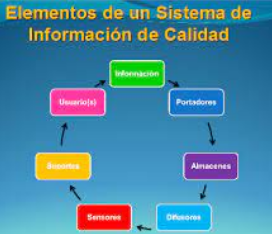 Elementos de un Sistema de
Información de Calidad
Información
Portadores
Almacenes
Difusores
Sensores
Soportes
Usuario(s)